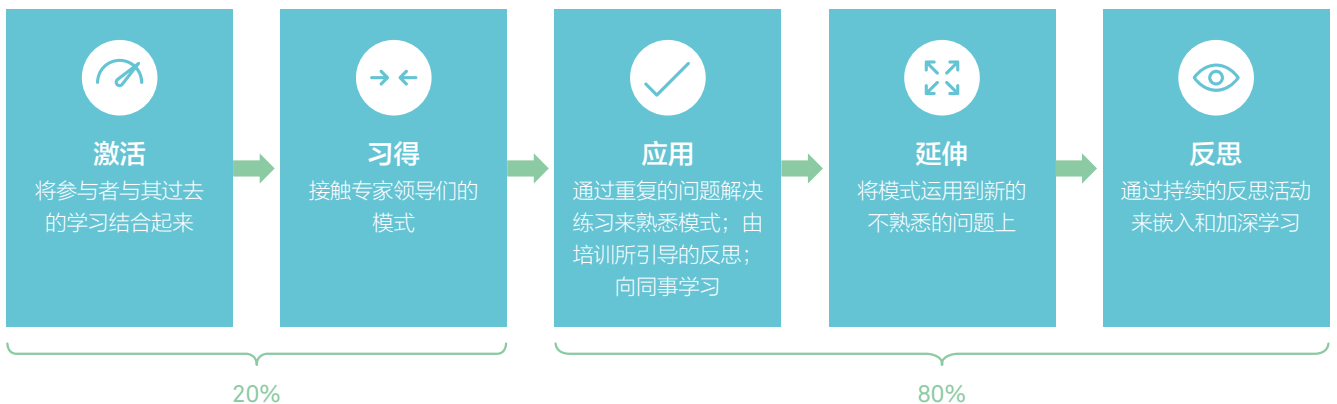 激活
将参与者与其过去
的学习结合起来
习得
接触专家领导们的
模式
应用
通过重复的问题解决
练习来熟悉模式；由
培训所引导的反思；
向同事学习
延伸
将模式运用到新的
不熟悉的问题上
反思
通过持续的反思活动
来嵌入和加深学习
20%
80%